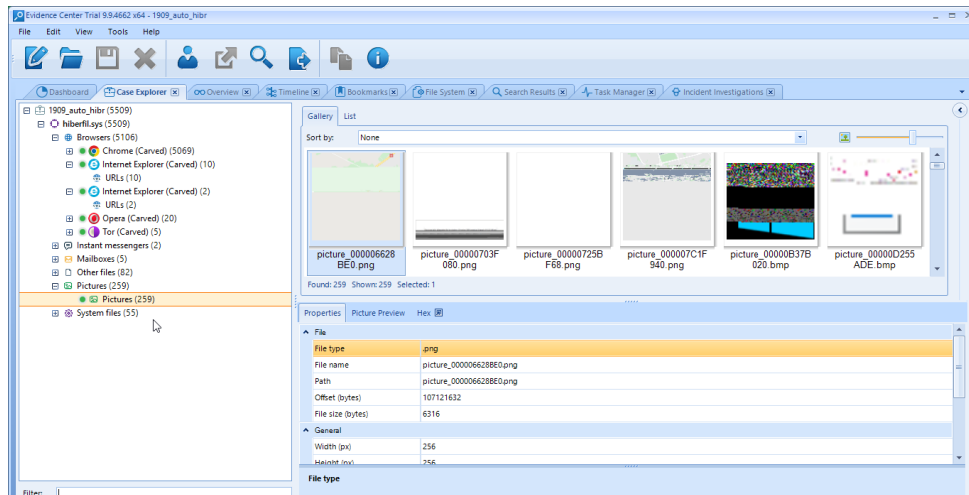 Evidence Center Trial 9.9.4662 x64 - 1909_auto_hibr
File Edit View Tools Help
Dashboard Case Explorer Overview Timeline Bookmarks File System Search Results Task Manager Incident Investigations
1909_auto_hibr (5509)
hiberfil.sys (5509)
Browsers (5106)
Chrome (Carved) (5069)
Internet Explorer (Carved) (10)
URLs (10)
Internet Explorer (Carved) (2)
URLs (2)
Opera (Carved) (20)
Tor (Carved) (5)
Instant messengers (2)
Mailboxes (5)
Other files (82)
Pictures (259)
Pictures (259)
System files (55)
Filter:
Gallery List
Sort by: None
picture_000006628 picture_00000703F picture_00000725B picture_000007C1F picture_00000B37B picture_00000D255
BE0.png 080.png F68.png 940.png 020.bmp ADE.bmp
Found: 259 Shown: 259 Selected: 1
Properties Picture Preview Hex
File
File type .png
File name picture_000006628BE0.png
Path picture_000006628BE0.png
Offset (bytes) 107121632
File size (bytes) 6316
General
Width (px) 256
Height (px) 256
File type